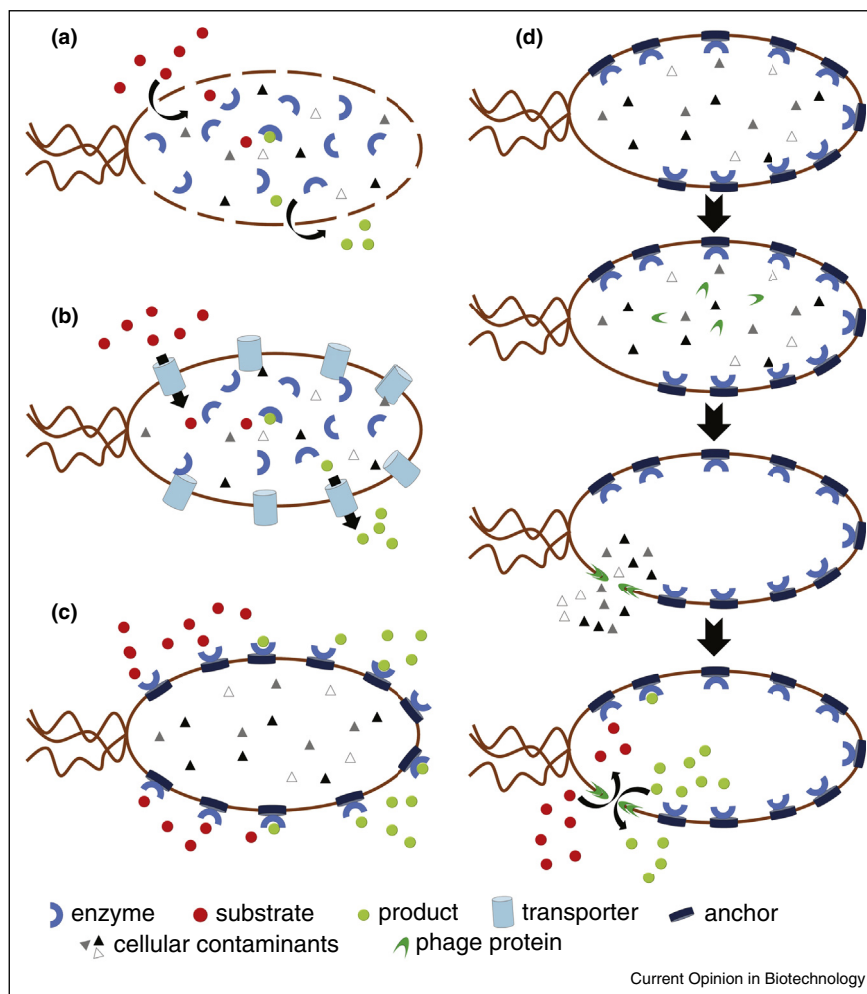 (a)
(b)
(c)
(d)
enzyme substrate product transporter anchor
cellular contaminants phage protein
Current Opinion in Biotechnology